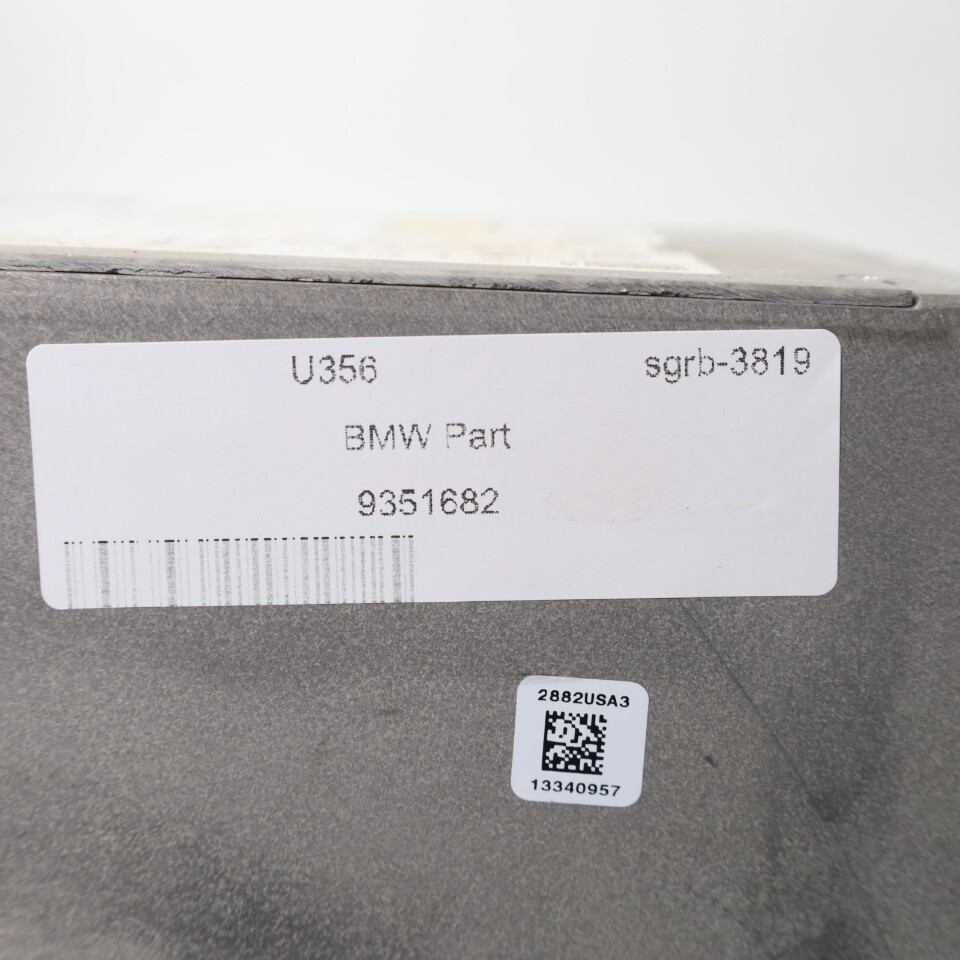 U356 sgrb-3819
BMW Part
9351682
2882USA3
13340957